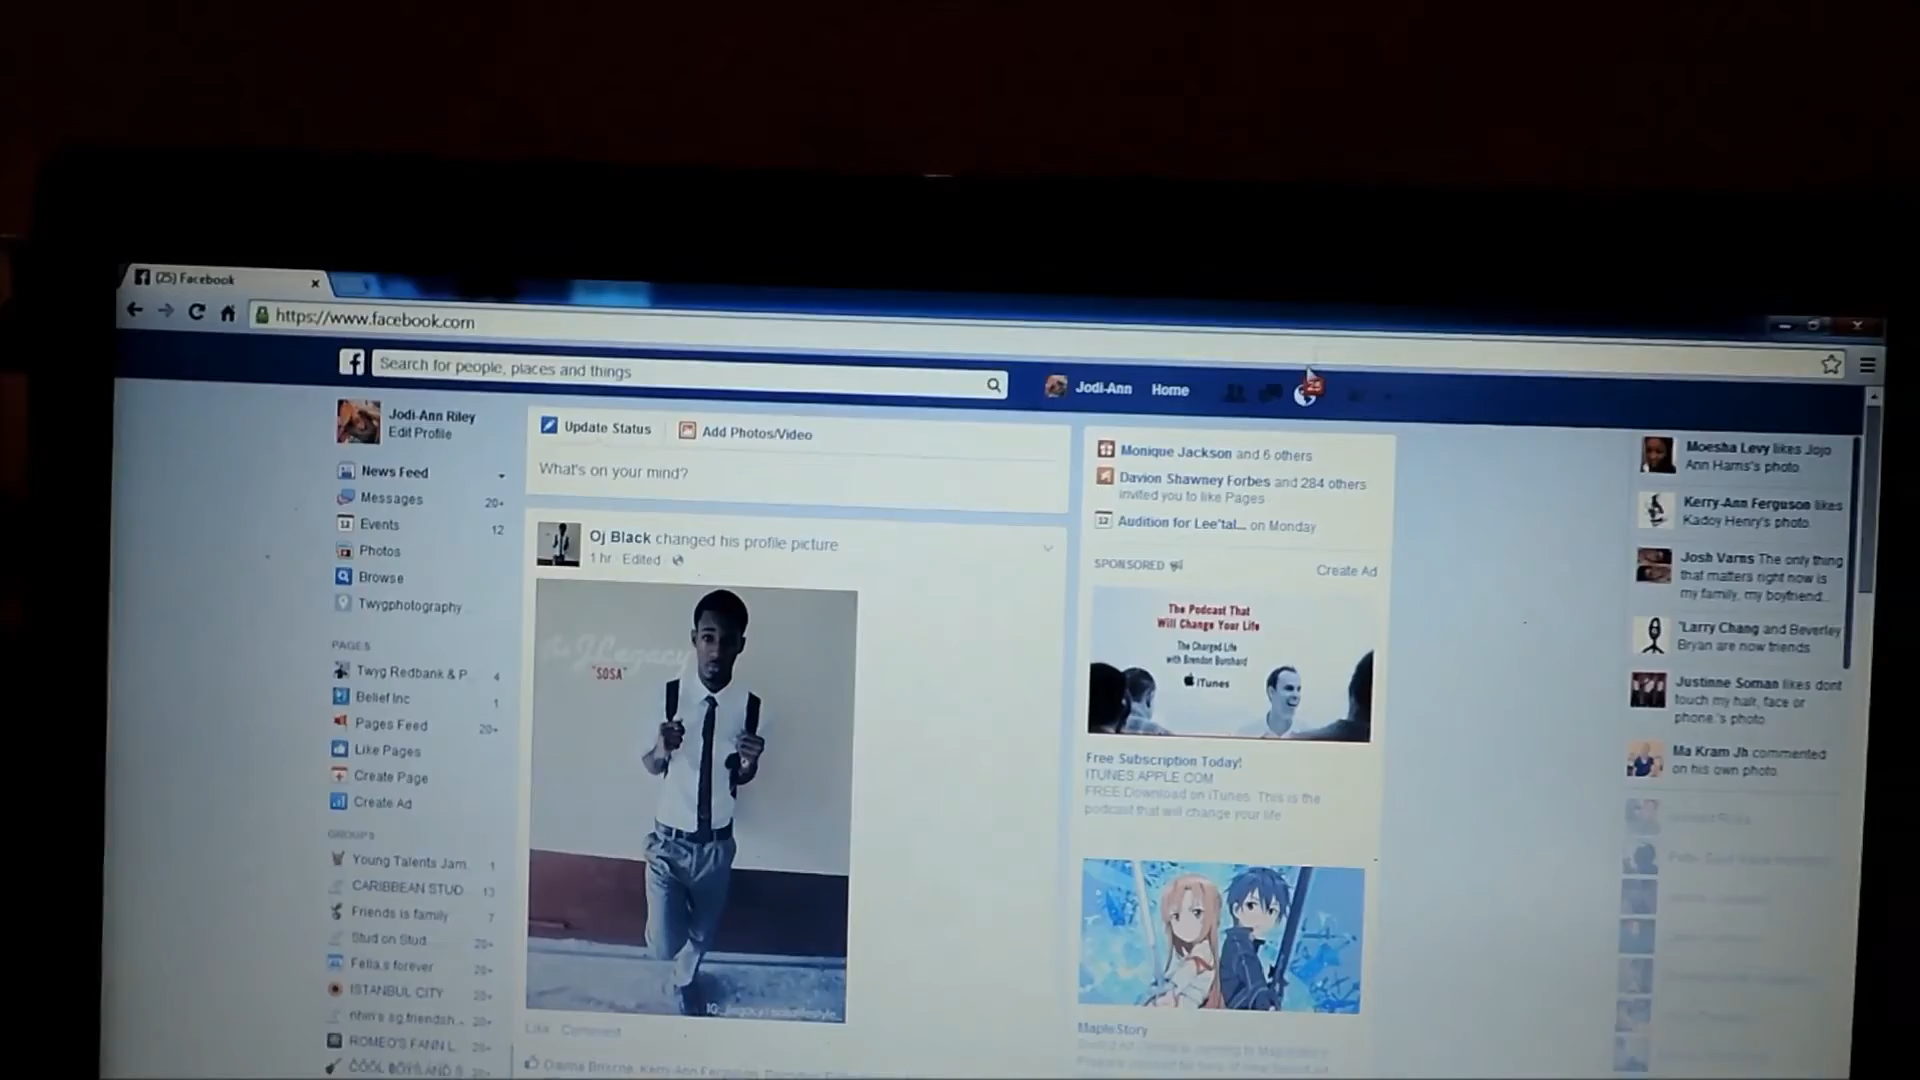 (25) Facebook
https://www.facebook.com
Search for people, places and things
Jodi-Ann
Home
25
Jodi-Ann Riley
Edit Profile
News Feed
Messages 20+
Events 12
Photos
Browse
Twygphotography
PAGES
Twyg Redbank & P 4
Belief Inc 1
Pages Feed 20+
Like Pages
Create Page
Create Ad
GROUPS
Young Talents Jam 1
CARIBBEAN STUD 13
Friends is family 7
Stud on Stud... 20+
Fella,s forever 20+
ISTANBUL CITY 20+
20+
ROMEO'S FANN L 20+
20+
Update Status
Add Photos/Video
What's on your mind?
Oj Black changed his profile picture
1 hr · Edited
"SOSA"
Like · Comment
Monique Jackson and 6 others
Davion Shawney Forbes and 284 others
invited you to like Pages
12 Audition for Lee'tal... on Monday
SPONSORED
Create Ad
The Podcast That
Will Change Your Life
The Charged Life
with Brendon Burchard
iTunes
Free Subscription Today!
ITUNES.APPLE.COM
FREE Download on iTunes. This is the
podcast that will change your life
MapleStory
Moesha Levy likes Jojo
Ann Harris's photo.
Kerry-Ann Ferguson likes
Kadoy Henry's photo.
Josh Varns The only thing
that matters right now is
my family, my boyfriend...
"Larry Chang and Beverley
Bryan are now friends
Justinne Soman likes dont
touch my hair, face or
phone.'s photo
Ma Kram Jh commented
on his own photo